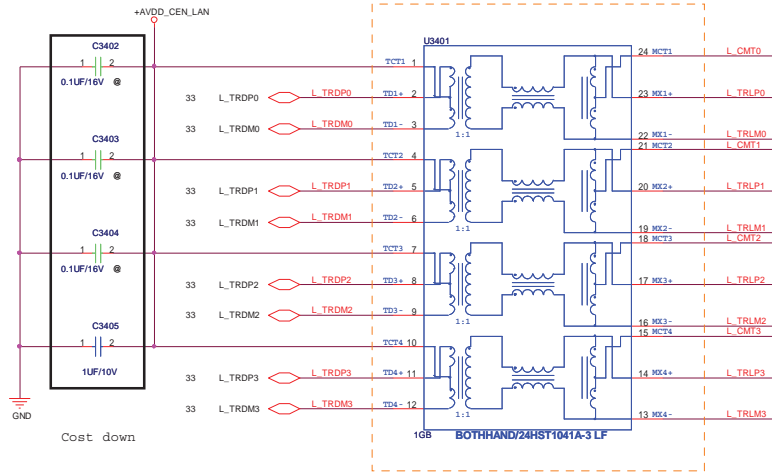 +AVDD_CEN_LAN
C3402
1 2
0.1UF/16V @
C3403
1 2
0.1UF/16V @
C3404
1 2
0.1UF/16V @
C3405
1 2
1UF/10V
GND
Cost down
33 L_TRDP0 L_TRDP0
33 L_TRDM0 L_TRDM0
33 L_TRDP1 L_TRDP1
33 L_TRDM1 L_TRDM1
33 L_TRDP2 L_TRDP2
33 L_TRDM2 L_TRDM2
33 L_TRDP3 L_TRDP3
33 L_TRDM3 L_TRDM3
U3401
TCT1 1
TD1+ 2
TD1- 3
1:1
TCT2 4
TD2+ 5
TD2- 6
1:1
TCT3 7
TD3+ 8
TD3- 9
1:1
TCT4 10
TD4+ 11
TD4- 12
1:1
24 MCT1 L_CMT0
23 MX1+ L_TRLP0
22 MX1- L_TRLM0
21 MCT2 L_CMT1
20 MX2+ L_TRLP1
19 MX2- L_TRLM1
18 MCT3 L_CMT2
17 MX3+ L_TRLP2
16 MX3- L_TRLM2
15 MCT4 L_CMT3
14 MX4+ L_TRLP3
13 MX4- L_TRLM3
1GB BOTHHAND/24HST1041A-3 LF